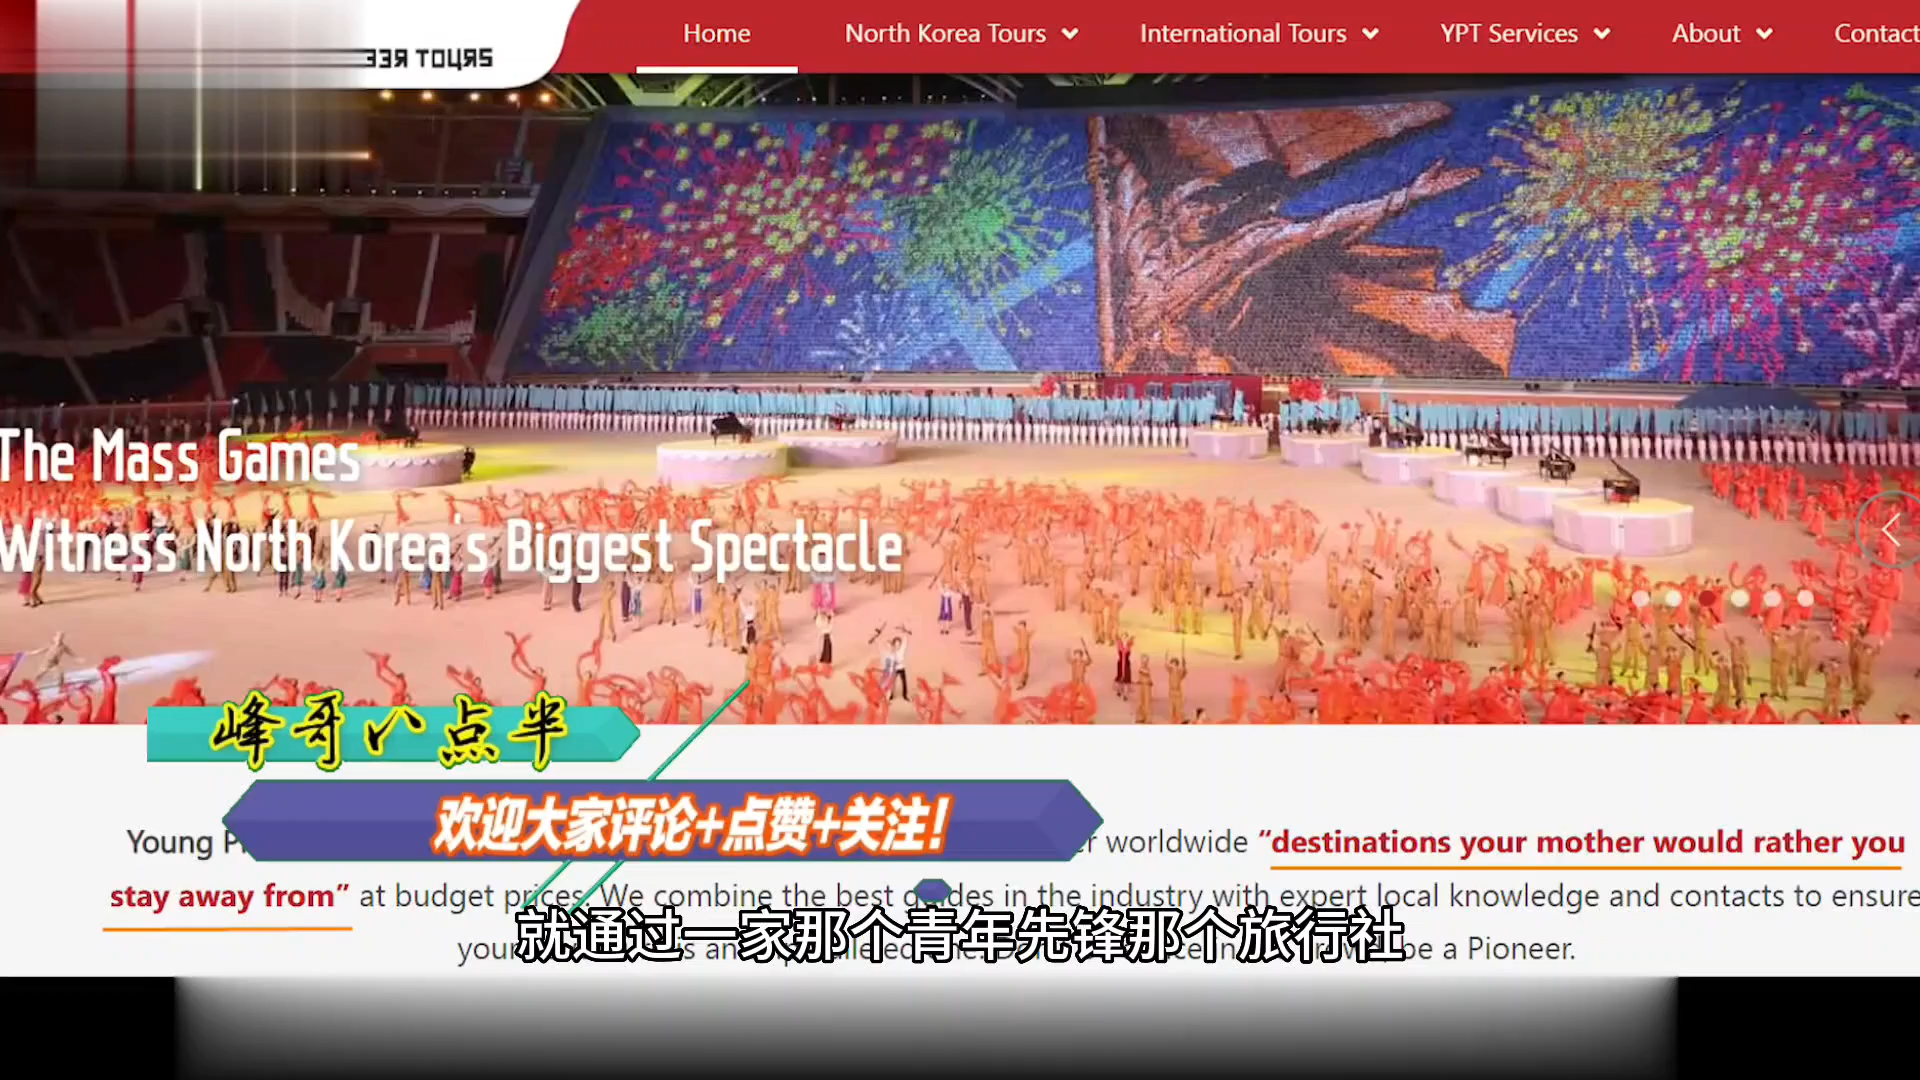 ЭЗЯ TOURS
Home
North Korea Tours
International Tours
YPT Services
About
Contact
The Mass Games
Witness North Korea's Biggest Spectacle
峰哥八点半
欢迎大家评论+点赞+关注!
Young worldwide “destinations your mother would rather you
stay away from” at budget prices. We combine the best guides in the industry with expert local knowledge and contacts to ensure
your be a Pioneer.
就通过一家那个青年先锋那个旅行社